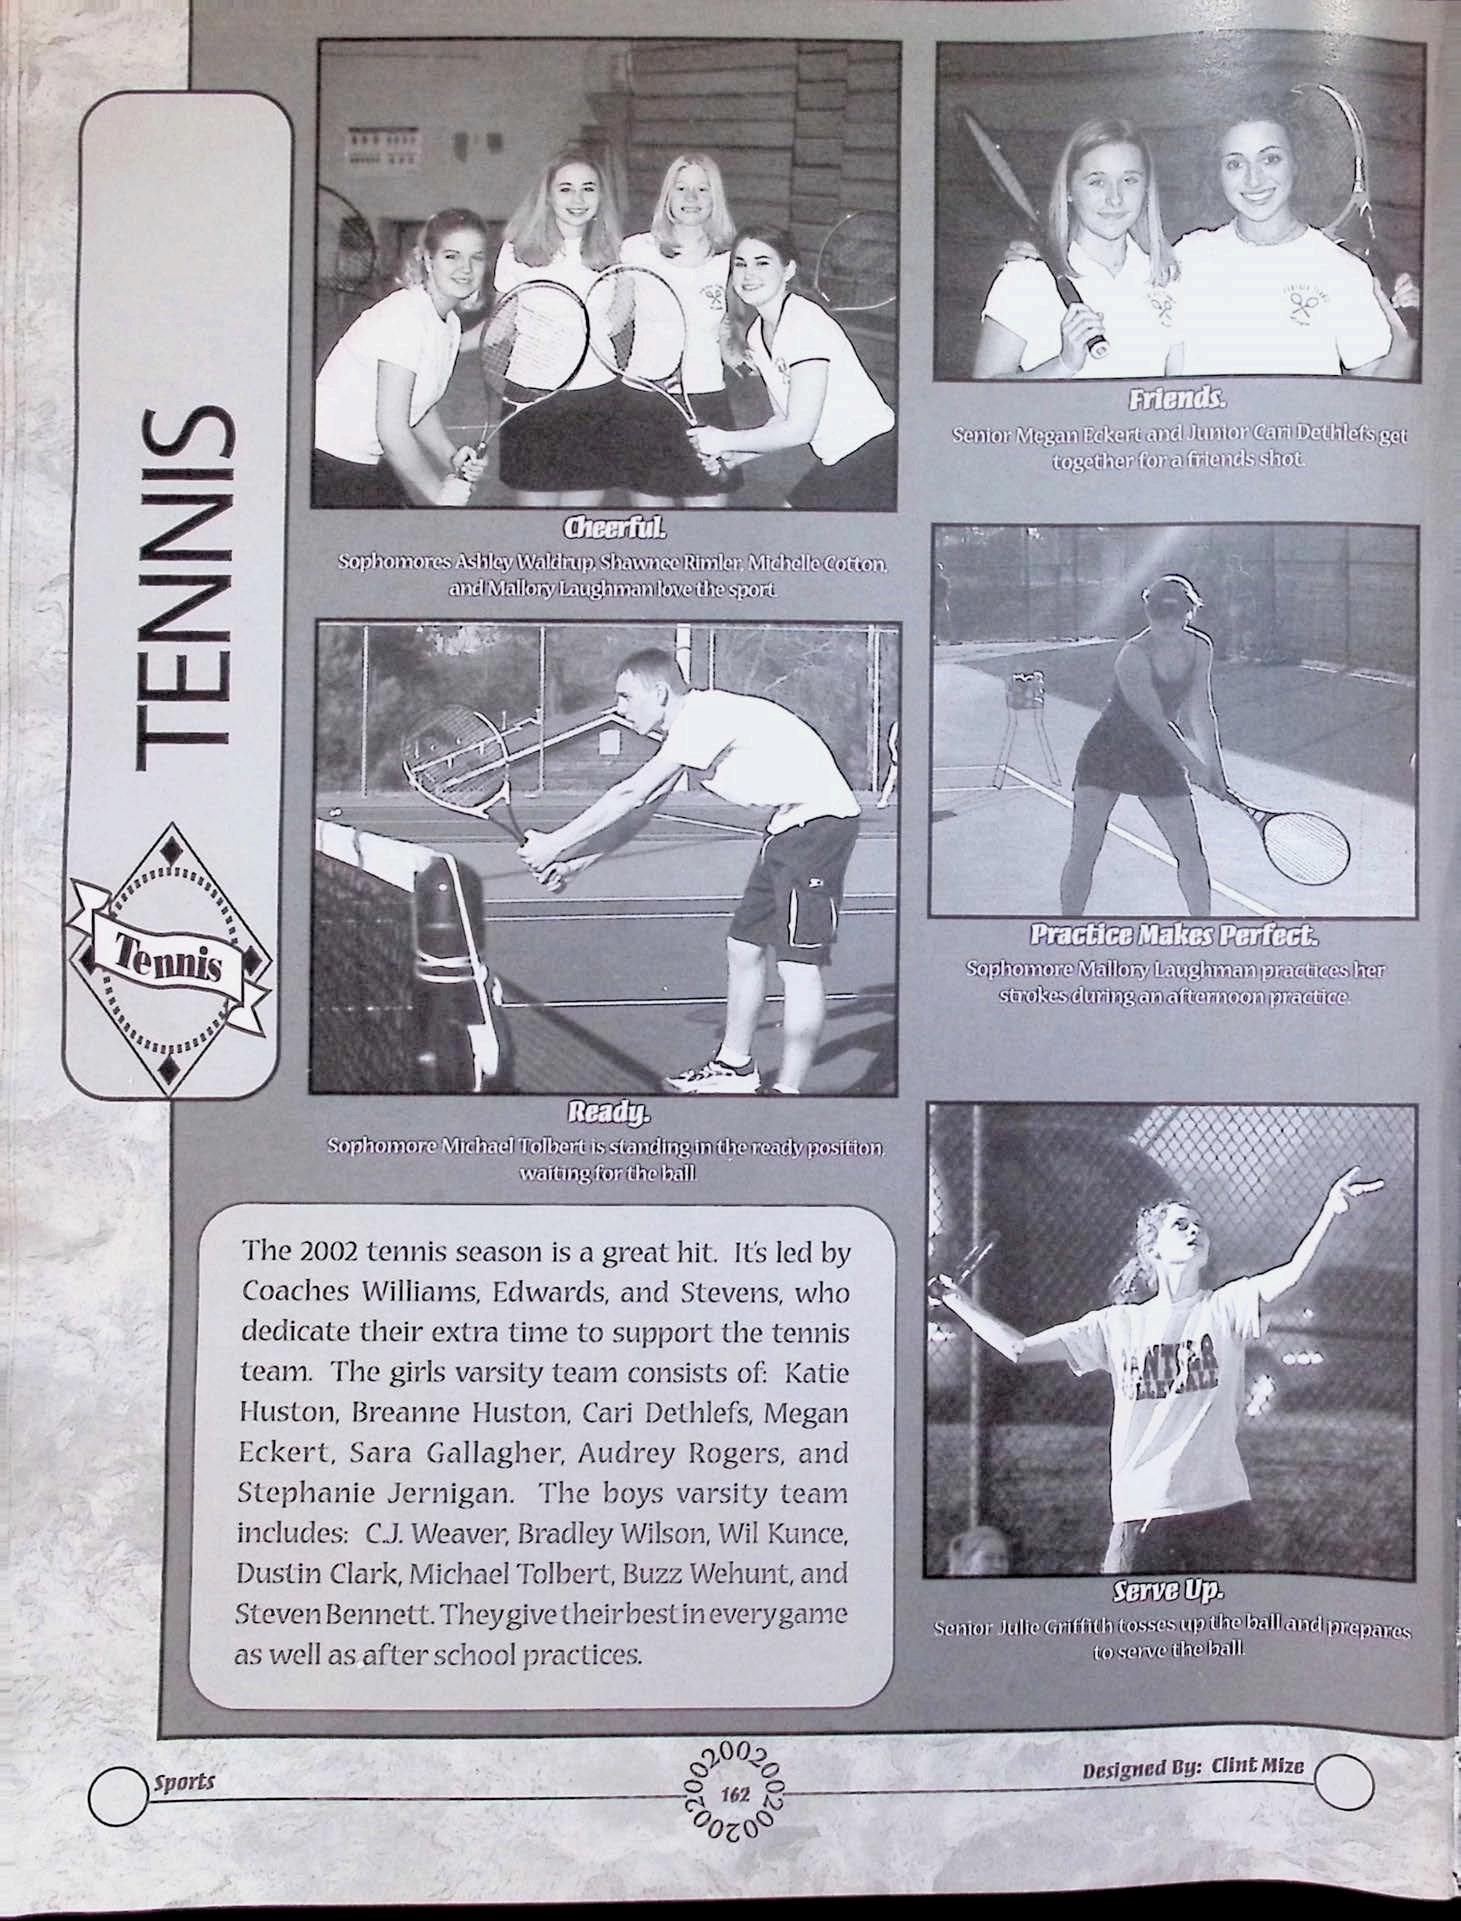 TENNIS
Tennis
Cheerful.
Sophomores Ashley Waldrup, Shawnee Rimler, Michelle Cotton,
and Mallory Laughman love the sport.
Friends.
Senior Megan Eckert and Junior Cari Dethlefs get
together for a friends shot.
Ready.
Sophomore Michael Tolbert is standing in the ready position,
waiting for the ball.
Practice Makes Perfect.
Sophomore Mallory Laughman practices her
strokes during an afternoon practice.
The 2002 tennis season is a great hit. It's led by
Coaches Williams, Edwards, and Stevens, who
dedicate their extra time to support the tennis
team. The girls varsity team consists of: Katie
Huston, Breanne Huston, Cari Dethlefs, Megan
Eckert, Sara Gallagher, Audrey Rogers, and
Stephanie Jernigan. The boys varsity team
includes: C.J. Weaver, Bradley Wilson, Wil Kunce,
Dustin Clark, Michael Tolbert, Buzz Wehunt, and
Steven Bennett. They give their best in every game
as well as after school practices.
PANTHER
VOLLEYBALL
Serve Up.
Senior Julie Griffith tosses up the ball and prepares
to serve the ball.
Sports
2002002002002002002
162
Designed By: Clint Mize